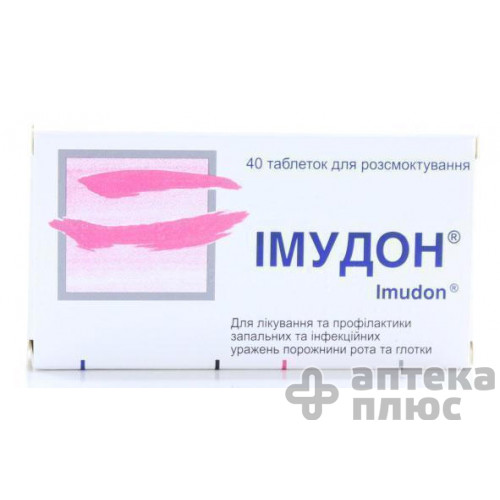 40 таблеток для розсмоктування
ІМУДОН®
Imudon®
Для лікування та профілактики
запальних та інфекційних
уражень порожнини рота та глотки
аптека
плюс